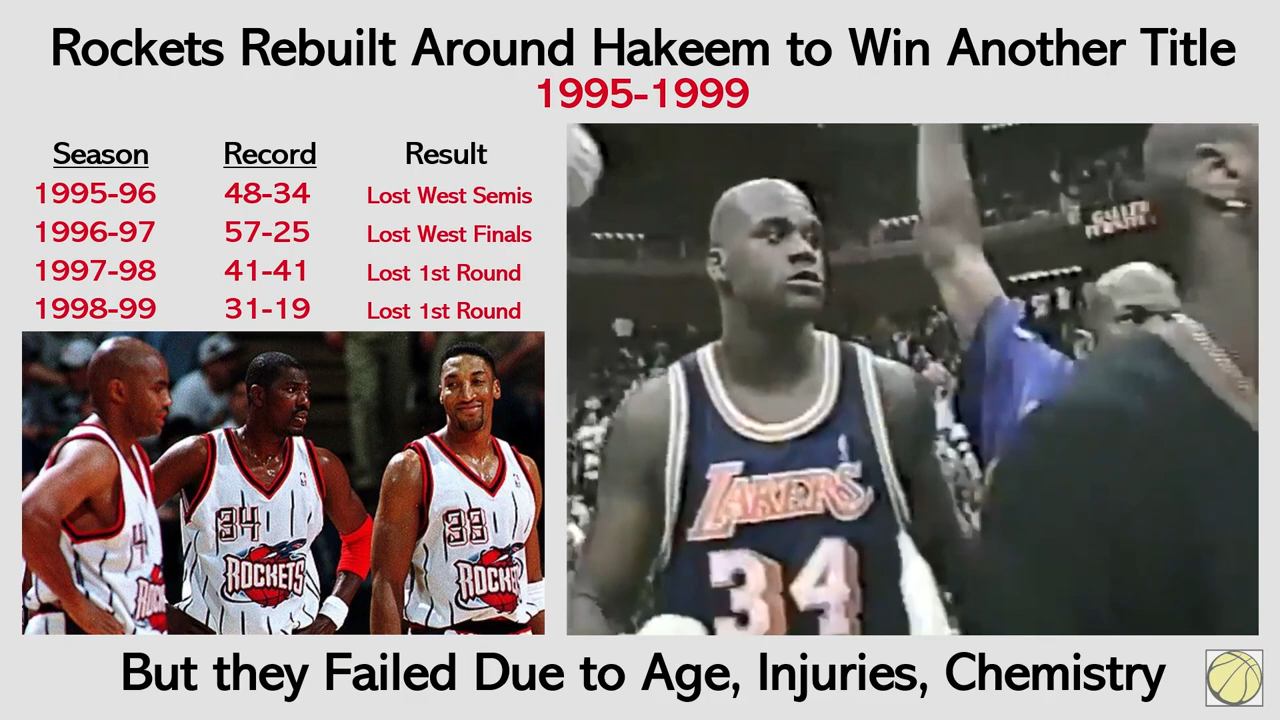 Rockets Rebuilt Around Hakeem to Win Another Title
1995-1999
Season Record Result
1995-96 48-34 Lost West Semis
1996-97 57-25 Lost West Finals
1997-98 41-41 Lost 1st Round
1998-99 31-19 Lost 1st Round
4
34
ROCKETS
33
LAKERS
34
But they Failed Due to Age, Injuries, Chemistry